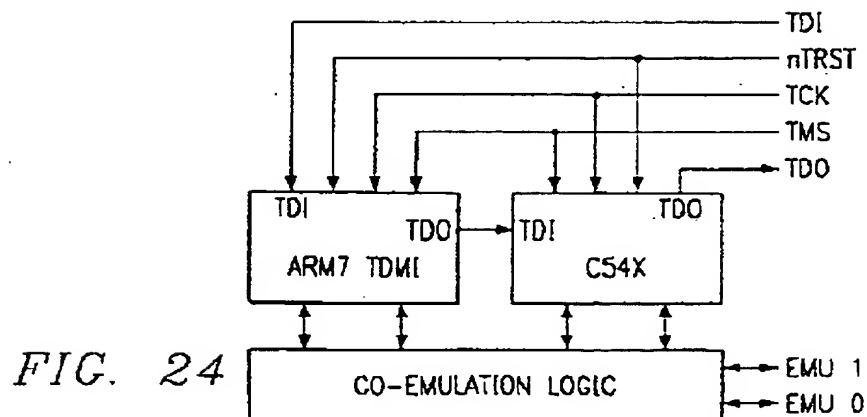 TDI
nTRST
TCK
TMS
TDO
TDI
TDO
TDI
TDO
ARM7 TDMI
C54X
FIG. 24
CO-EMULATION LOGIC
EMU 1
EMU 0